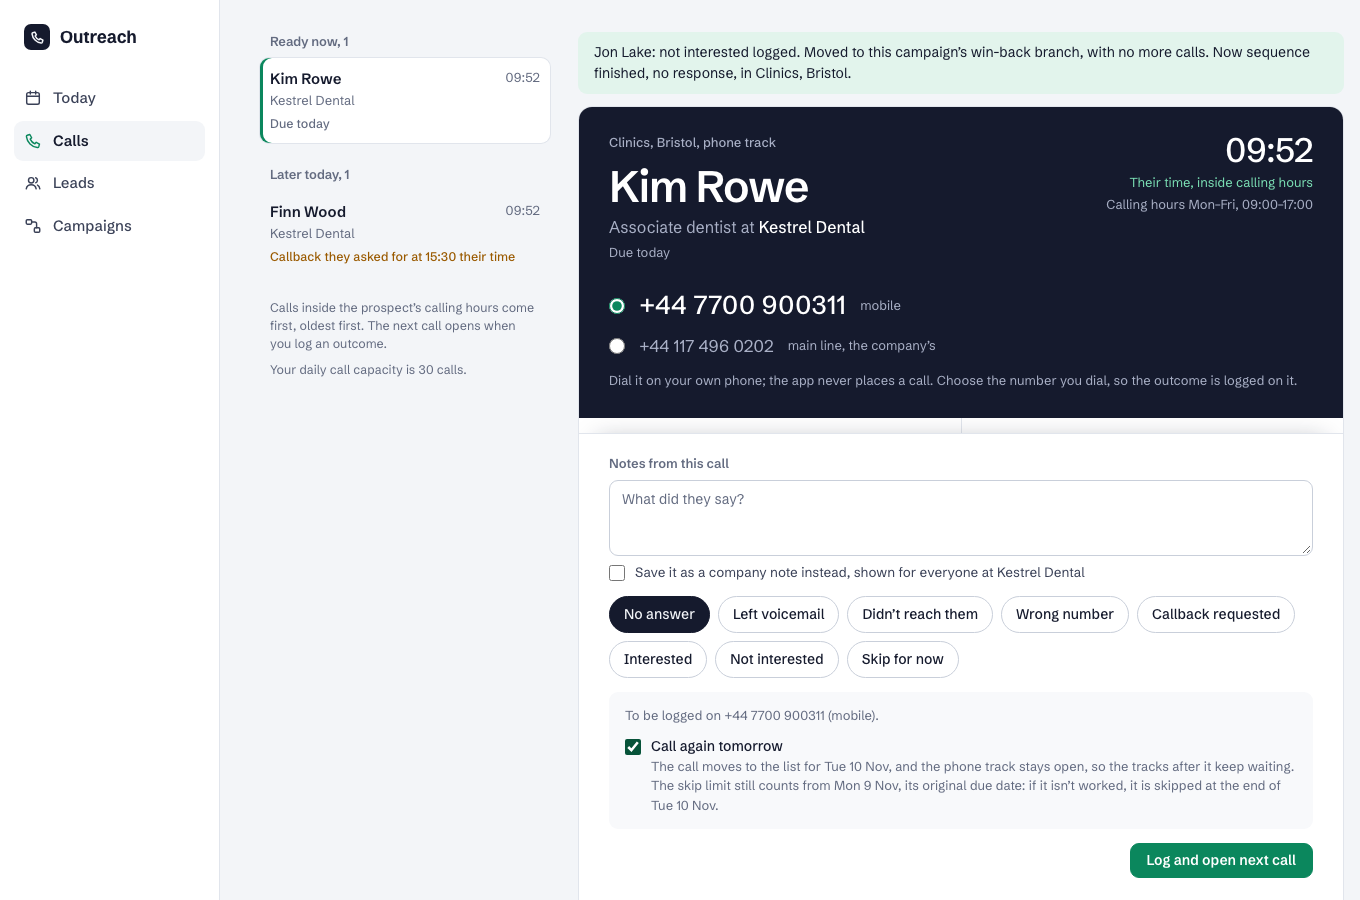 Outreach
Today
Calls
Leads
Campaigns
Ready now, 1
Kim Rowe 09:52
Kestrel Dental
Due today
Later today, 1
Finn Wood 09:52
Kestrel Dental
Callback they asked for at 15:30 their time
Calls inside the prospect’s calling hours come
first, oldest first. The next call opens when
you log an outcome.
Your daily call capacity is 30 calls.
Jon Lake: not interested logged. Moved to this campaign’s win-back branch, with no more calls. Now sequence
finished, no response, in Clinics, Bristol.
Clinics, Bristol, phone track
Kim Rowe
Associate dentist at Kestrel Dental
Due today
09:52
Their time, inside calling hours
Calling hours Mon–Fri, 09:00–17:00
+44 7700 900311 mobile
+44 117 496 0202 main line, the company’s
Dial it on your own phone; the app never places a call. Choose the number you dial, so the outcome is logged on it.
Notes from this call
What did they say?
Save it as a company note instead, shown for everyone at Kestrel Dental
No answer Left voicemail Didn’t reach them Wrong number Callback requested
Interested Not interested Skip for now
To be logged on +44 7700 900311 (mobile).
Call again tomorrow
The call moves to the list for Tue 10 Nov, and the phone track stays open, so the tracks after it keep waiting.
The skip limit still counts from Mon 9 Nov, its original due date: if it isn’t worked, it is skipped at the end of
Tue 10 Nov.
Log and open next call